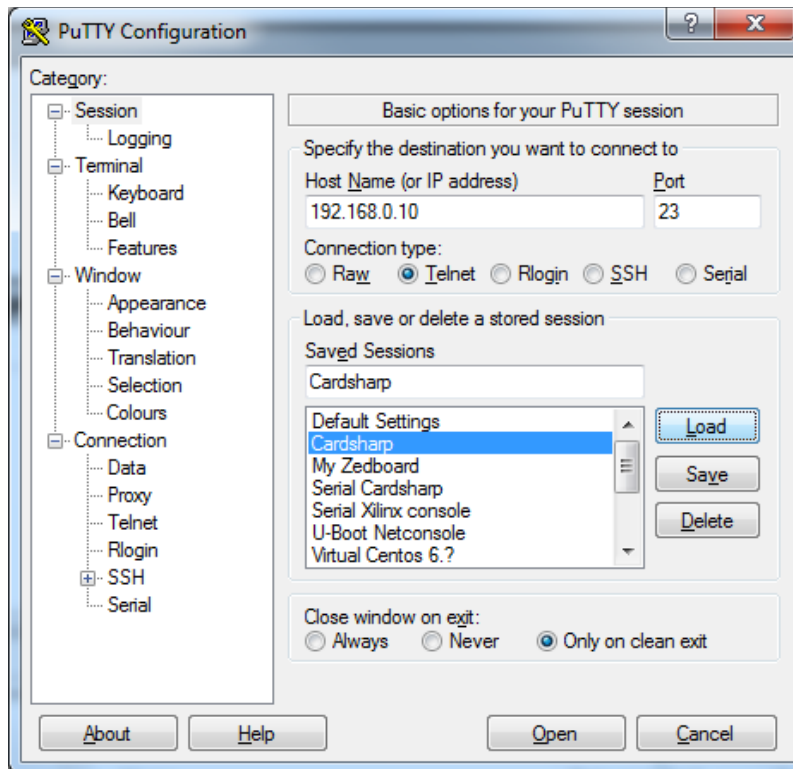 PuTTY Configuration
Category:
Session
Logging
Terminal
Keyboard
Bell
Features
Window
Appearance
Behaviour
Translation
Selection
Colours
Connection
Data
Proxy
Telnet
Rlogin
SSH
Serial
Basic options for your PuTTY session
Specify the destination you want to connect to
Host Name (or IP address) Port
192.168.0.10 23
Connection type:
Raw Telnet Rlogin SSH Serial
Load, save or delete a stored session
Saved Sessions
Cardsharp
Default Settings
Cardsharp
My Zedboard
Serial Cardsharp
Serial Xilinx console
U-Boot Netconsole
Virtual Centos 6.?
Load
Save
Delete
Close window on exit:
Always Never Only on clean exit
About Help Open Cancel